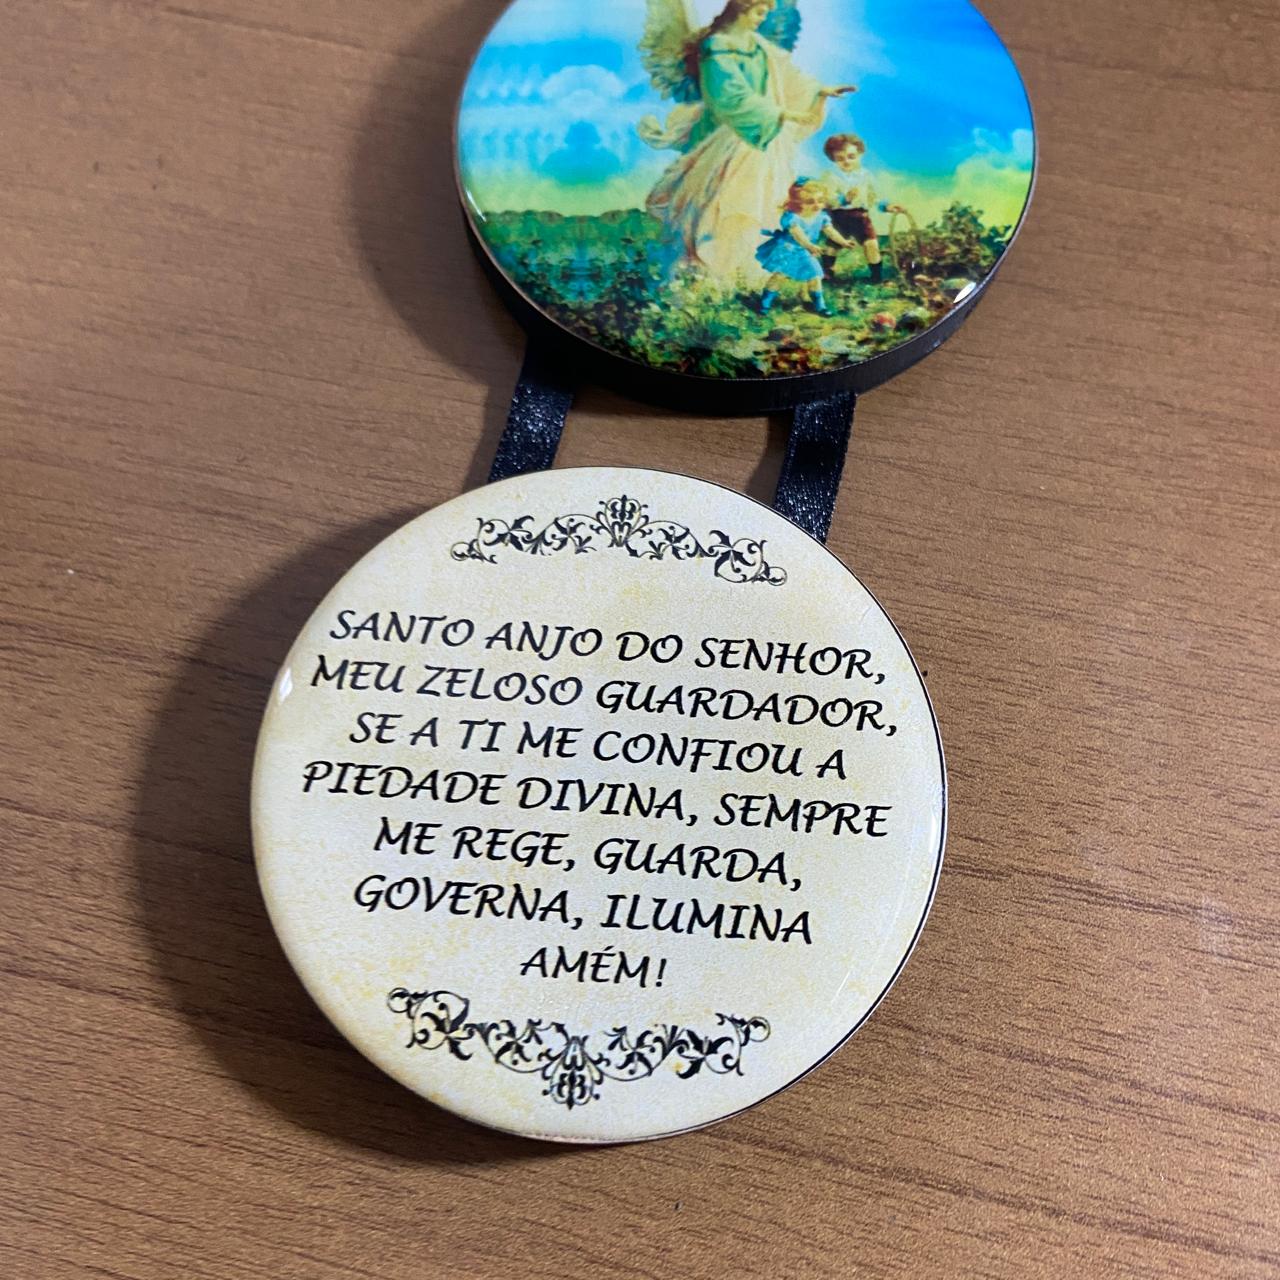 SANTO ANJO DO SENHOR,
MEU ZELOSO GUARDADOR,
SE A TI ME CONFIOU A
PIEDADE DIVINA, SEMPRE
ME REGE, GUARDA,
GOVERNA, ILUMINA
AMÉM!